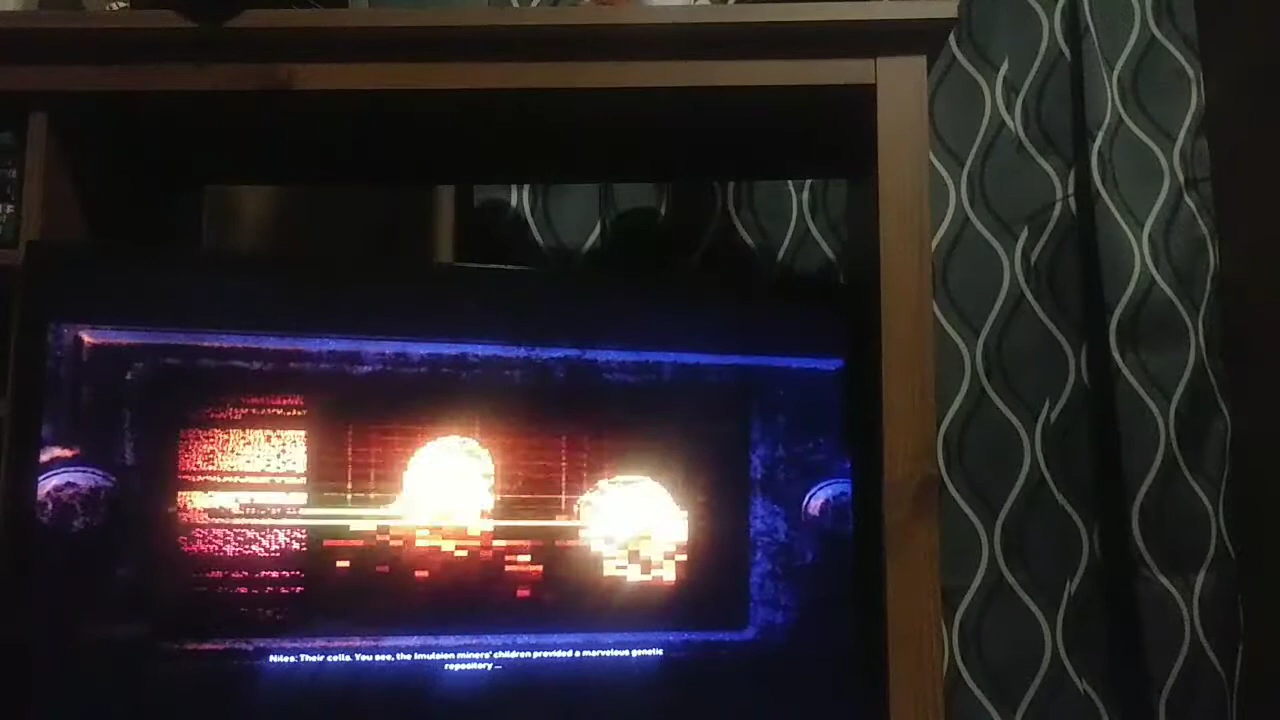 Niles: Their cells. You see, the Imulsion miners' children provided a marvelous genetic
repository ...